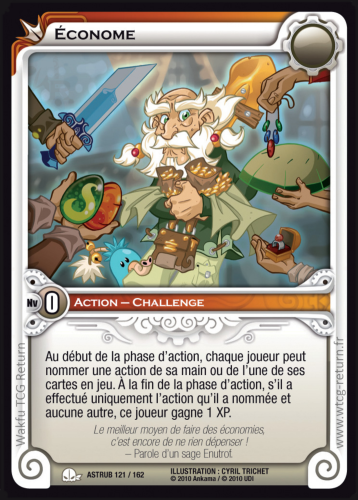 ÉCONOME
Nv 0
ACTION – CHALLENGE
Au début de la phase d'action, chaque joueur peut
nommer une action de sa main ou de l'une de ses
cartes en jeu. À la fin de la phase d'action, s'il a
effectué uniquement l'action qu'il a nommée et
aucune autre, ce joueur gagne 1 XP.
Le meilleur moyen de faire des économies,
c'est encore de ne rien dépenser !
– Parole d'un sage Enutrof.
ASTRUB 121 / 162
ILLUSTRATION : CYRIL TRICHET
© 2010 Ankama / © 2010 UDI
Wakfu TCG Return
www.wtcg-return.fr